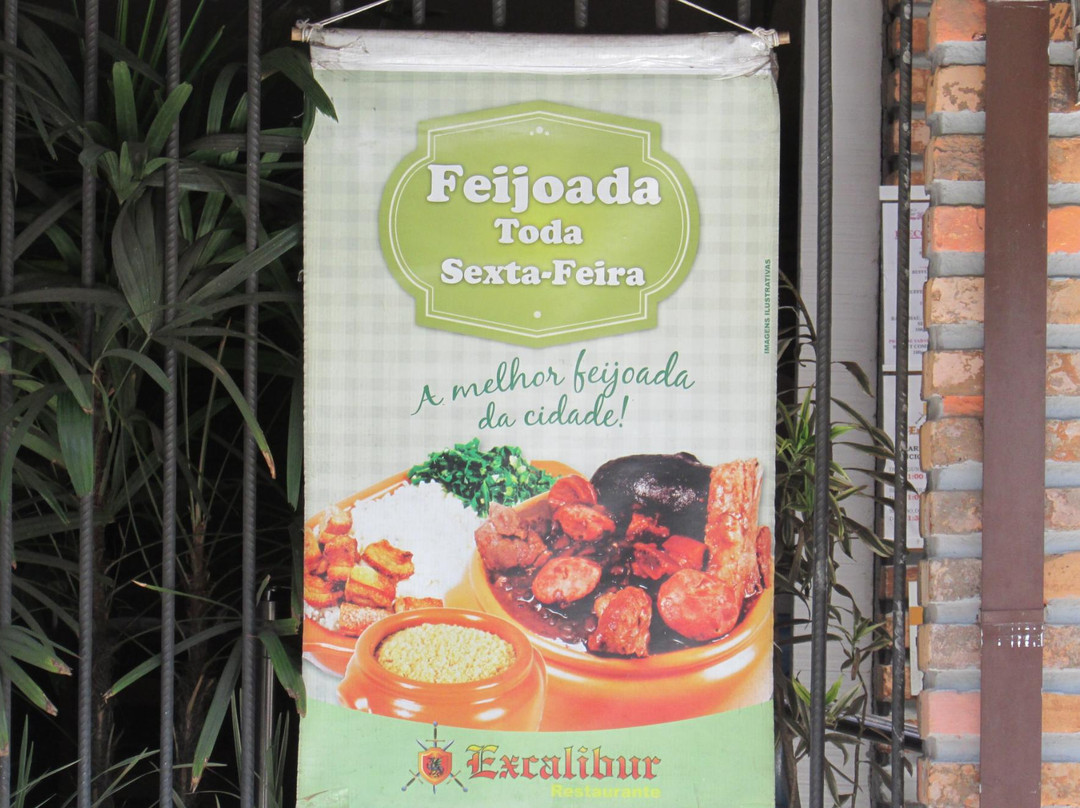 Feijoada
Toda
Sexta-Feira
IMAGENS ILUSTRATIVAS
A melhor feijoada
da cidade!
Excalibur
Restaurante